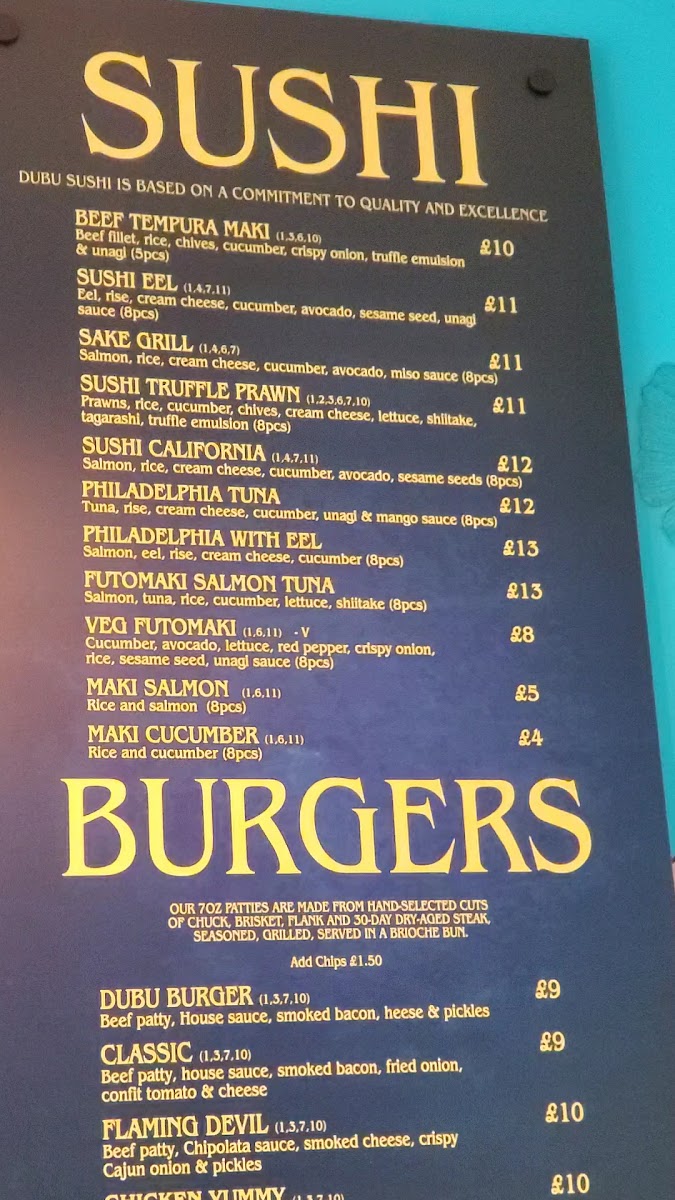 SUSHI
DUBU SUSHI IS BASED ON A COMMITMENT TO QUALITY AND EXCELLENCE
BEEF TEMPURA MAKI (1,3,6,10) £10
Beef fillet, rice, chives, cucumber, crispy onion, truffle emulsion
& unagi (5pcs)
SUSHI EEL (1,4,7,11) £11
Eel, rise, cream cheese, cucumber, avocado, sesame seed, unagi
sauce (8pcs)
SAKE GRILL (1,4,6,7) £11
Salmon, rice, cream cheese, cucumber, avocado, miso sauce (8pcs)
SUSHI TRUFFLE PRAWN (1,2,3,6,7,10) £11
Prawns, rice, cucumber, chives, cream cheese, lettuce, shiitake,
tagarashi, truffle emulsion (8pcs)
SUSHI CALIFORNIA (1,4,7,11) £12
Salmon, rice, cream cheese, cucumber, avocado, sesame seeds (8pcs)
PHILADELPHIA TUNA £12
Tuna, rise, cream cheese, cucumber, unagi & mango sauce (8pcs)
PHILADELPHIA WITH EEL £13
Salmon, eel, rise, cream cheese, cucumber (8pcs)
FUTOMAKI SALMON TUNA £13
Salmon, tuna, rice, cucumber, lettuce, shiitake (8pcs)
VEG FUTOMAKI (1,6,11) - V £8
Cucumber, avocado, lettuce, red pepper, crispy onion,
rice, sesame seed, unagi sauce (8pcs)
MAKI SALMON (1,6,11) £5
Rice and salmon (8pcs)
MAKI CUCUMBER (1,6,11) £4
Rice and cucumber (8pcs)
BURGERS
OUR 7OZ PATTIES ARE MADE FROM HAND-SELECTED CUTS
OF CHUCK, BRISKET, FLANK AND 30-DAY DRY-AGED STEAK,
SEASONED, GRILLED, SERVED IN A BRIOCHE BUN.
Add Chips £1.50
DUBU BURGER (1,3,7,10) £9
Beef patty, House sauce, smoked bacon, heese & pickles
CLASSIC (1,3,7,10) £9
Beef patty, house sauce, smoked bacon, fried onion,
confit tomato & cheese
FLAMING DEVIL (1,3,7,10) £10
Beef patty, Chipolata sauce, smoked cheese, crispy
Cajun onion & pickles
CHICKEN YUMMY (1,3,7,10) £10